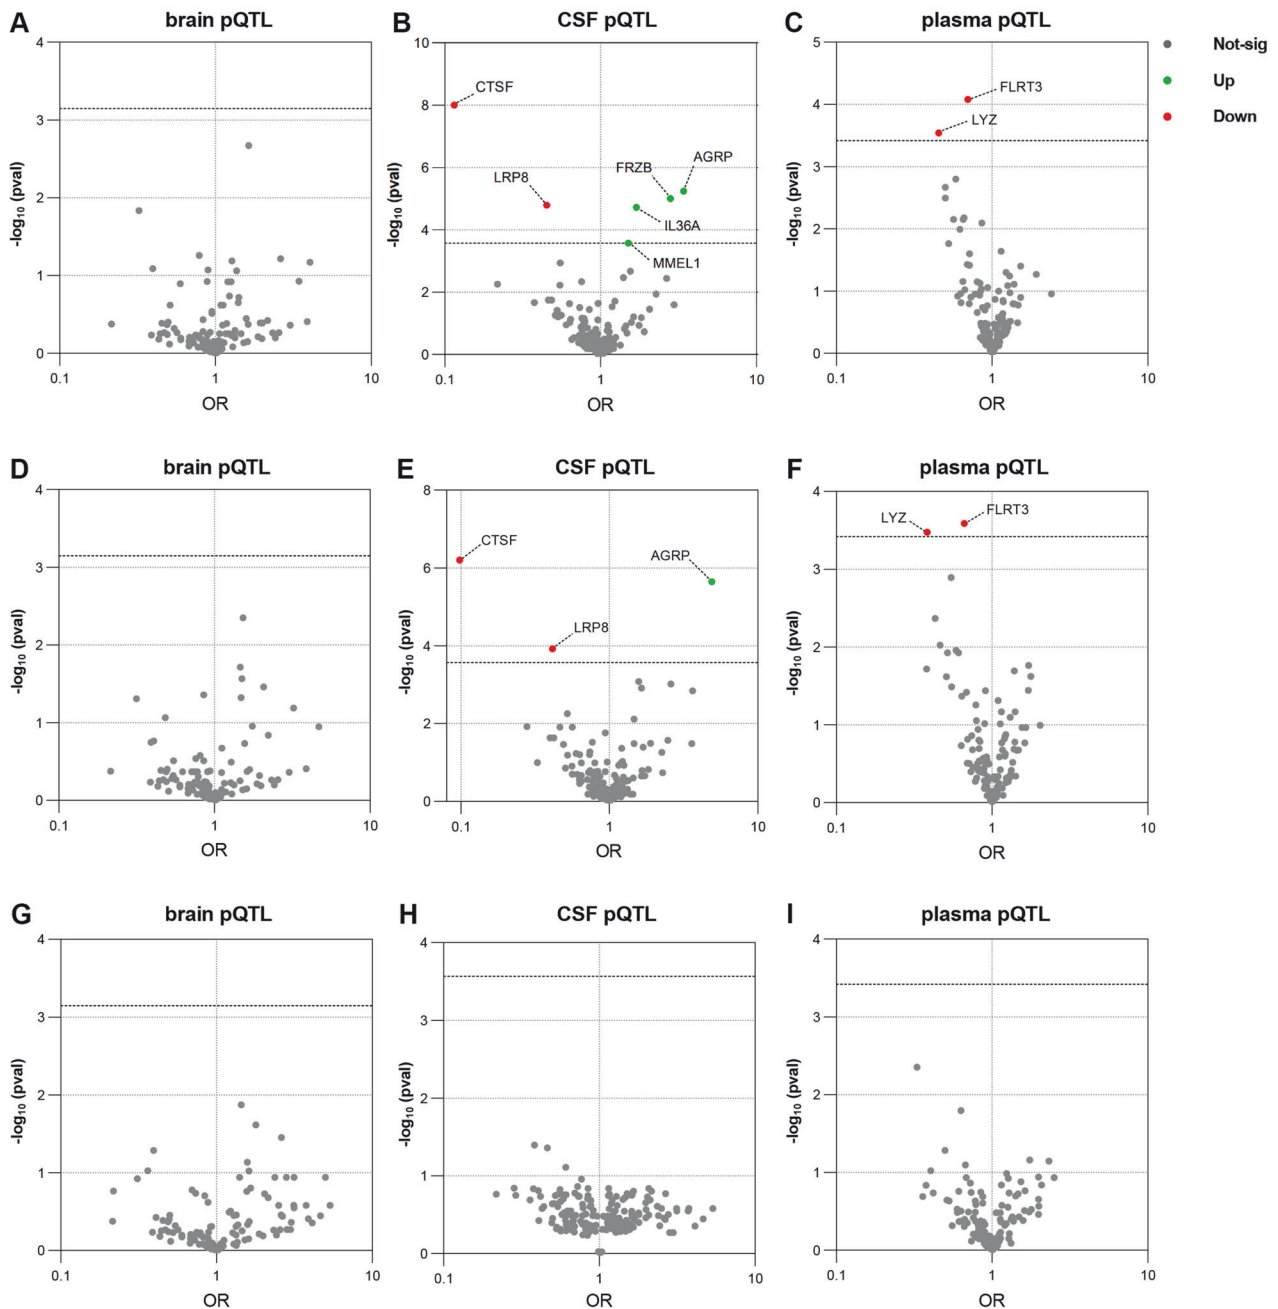 A brain pQTL
4
3
2
1
0
-log10 (pval)
0.1 1 10
OR
B CSF pQTL
10
8
6
4
2
0
-log10 (pval)
CTSF
LRP8
FRZB
AGRP
IL36A
MMEL1
0.1 1 10
OR
C plasma pQTL
5
4
3
2
1
0
-log10 (pval)
FLRT3
LYZ
0.1 1 10
OR
Not-sig
Up
Down
D brain pQTL
4
3
2
1
0
-log10 (pval)
0.1 1 10
OR
E CSF pQTL
8
6
4
2
0
-log10 (pval)
CTSF
AGRP
LRP8
0.1 1 10
OR
F plasma pQTL
4
3
2
1
0
-log10 (pval)
LYZ
FLRT3
0.1 1 10
OR
G brain pQTL
4
3
2
1
0
-log10 (pval)
0.1 1 10
OR
H CSF pQTL
4
3
2
1
0
-log10 (pval)
0.1 1 10
OR
I plasma pQTL
4
3
2
1
0
-log10 (pval)
0.1 1 10
OR